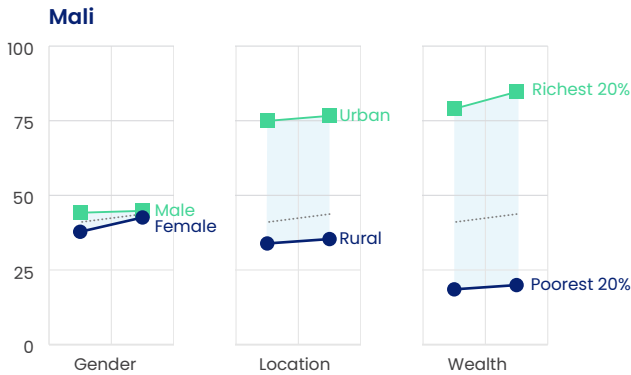 Mali
100
75
50
25
0
Male
Female
Urban
Rural
Richest 20%
Poorest 20%
Gender
Location
Wealth